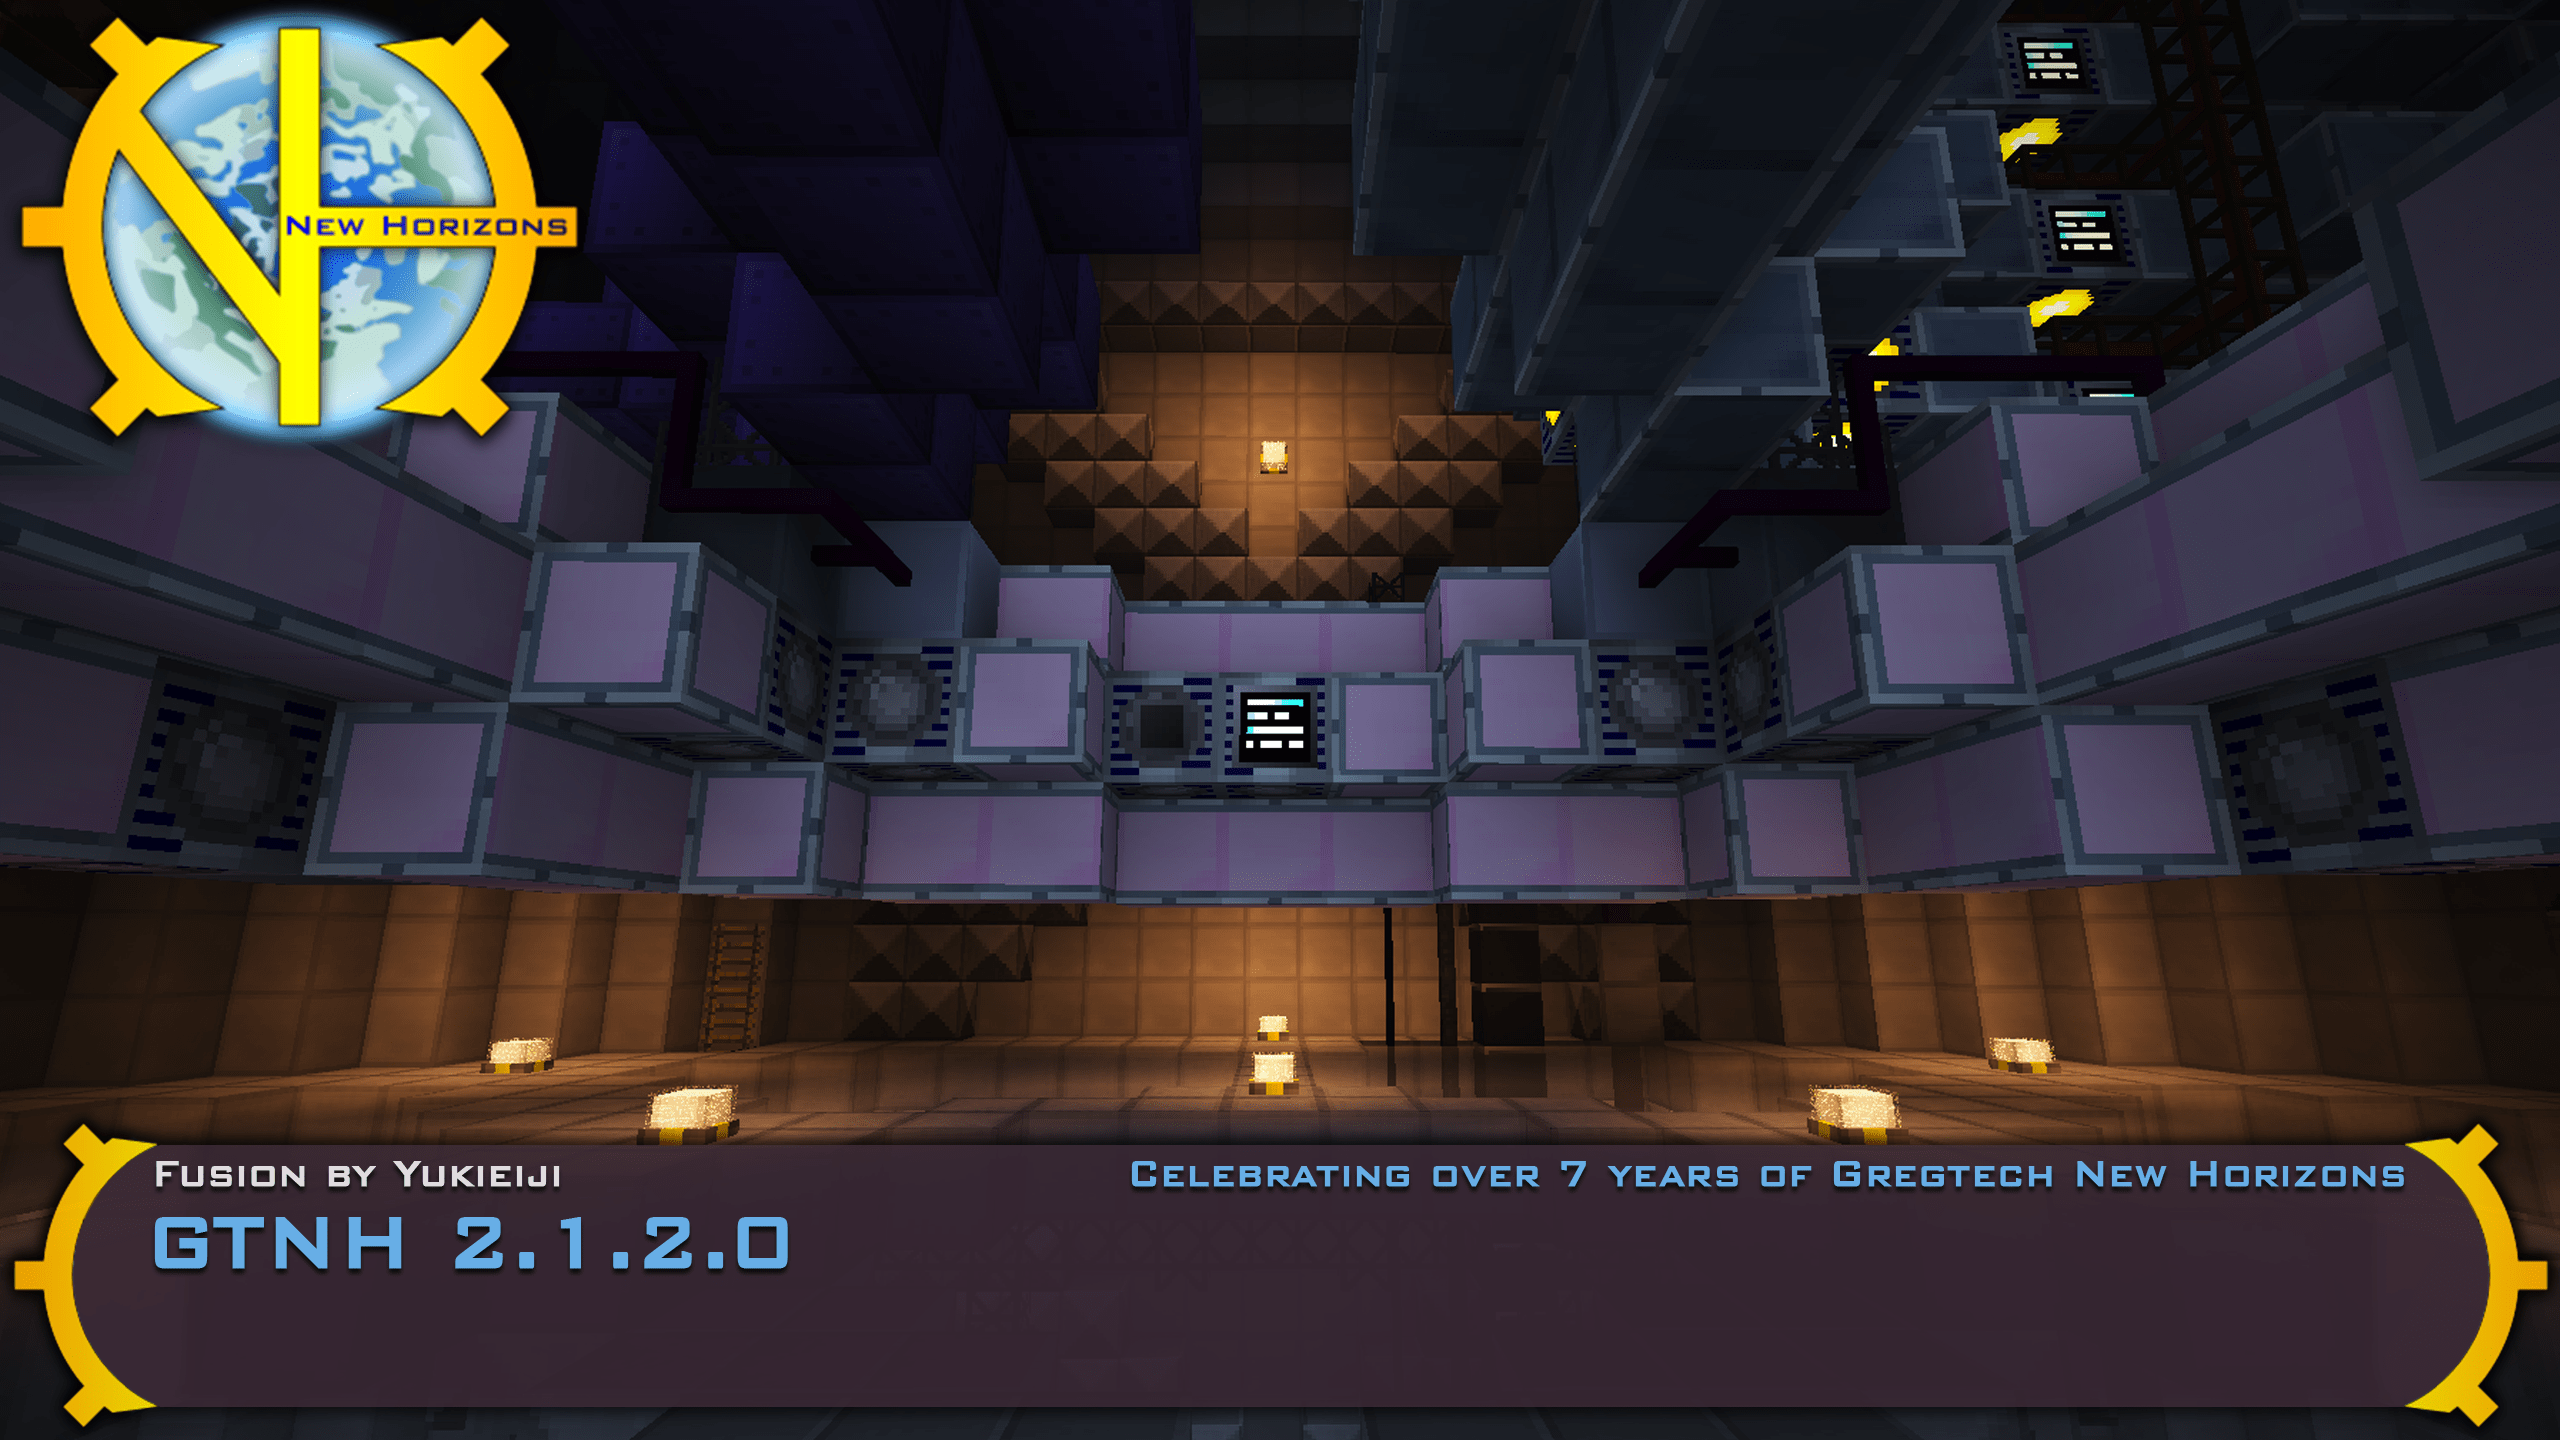 New Horizons
Fusion by Yukieiji
Celebrating over 7 years of Gregtech New Horizons
GTNH 2.1.2.0